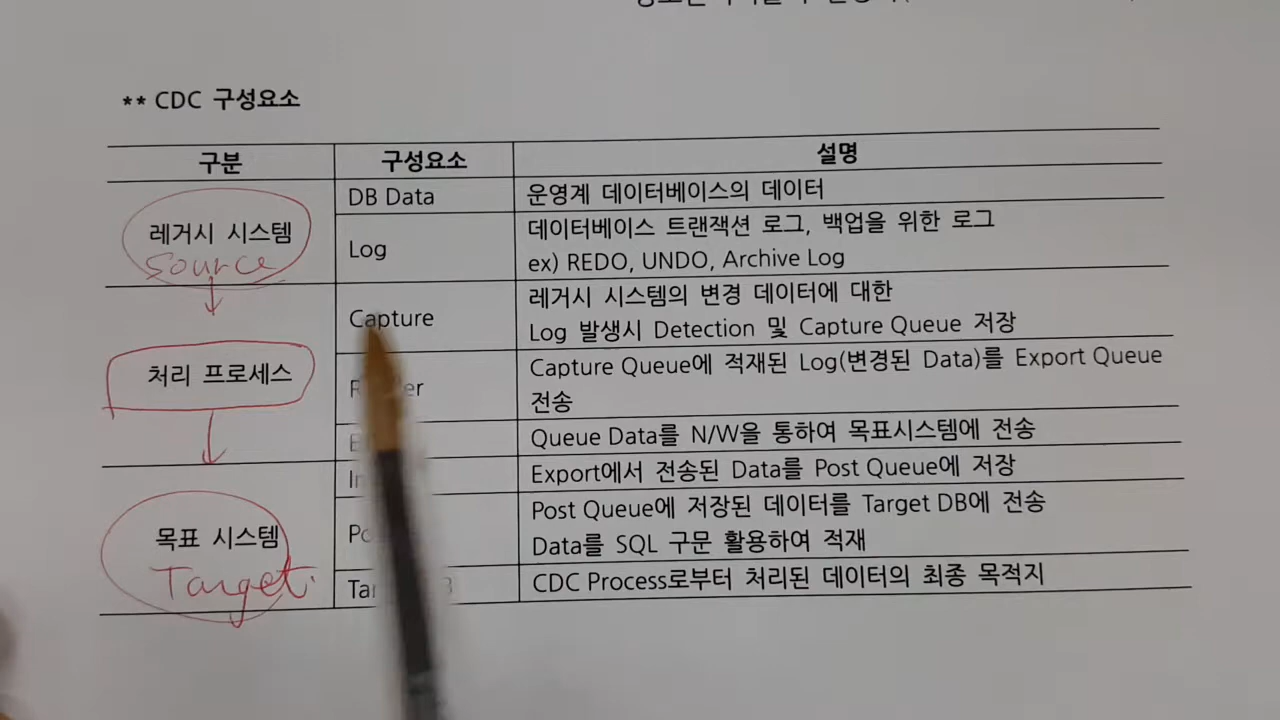 ** CDC 구성요소
구분 구성요소 설명
레거시 시스템
Source
DB Data 운영계 데이터베이스의 데이터
Log 데이터베이스 트랜잭션 로그, 백업을 위한 로그
ex) REDO, UNDO, Archive Log
처리 프로세스
Capture 레거시 시스템의 변경 데이터에 대한
Log 발생시 Detection 및 Capture Queue 저장
Capture Queue에 적재된 Log(변경된 Data)를 Export Queue
전송
Queue Data를 N/W을 통하여 목표시스템에 전송
목표 시스템
Target
Export에서 전송된 Data를 Post Queue에 저장
Post Queue에 저장된 데이터를 Target DB에 전송
Data를 SQL 구문 활용하여 적재
CDC Process로부터 처리된 데이터의 최종 목적지